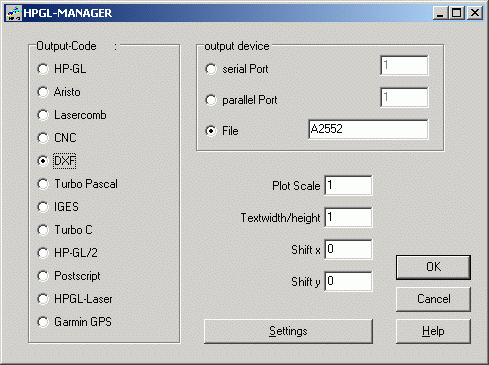 HPGL-MANAGER
Output-Code :
HP-GL
Aristo
Lasercomb
CNC
DXF
Turbo Pascal
IGES
Turbo C
HP-GL/2
Postscript
HPGL-Laser
Garmin GPS
output device
serial Port 1
parallel Port 1
File A2552
Plot Scale 1
Textwidth/height 1
Shift x 0
Shift y 0
Settings
OK
Cancel
Help